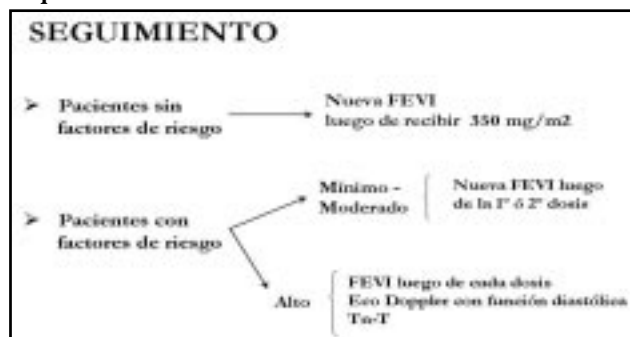 SEGUIMIENTO
➢ Pacientes sin
factores de riesgo
Nueva FEVI
luego de recibir 350 mg/m2
➢ Pacientes con
factores de riesgo
Mínimo -
Moderado
Nueva FEVI luego
de la 1º ó 2º dosis
Alto
FEVI luego de cada dosis
Eco Doppler con función diastólica
Tn-T